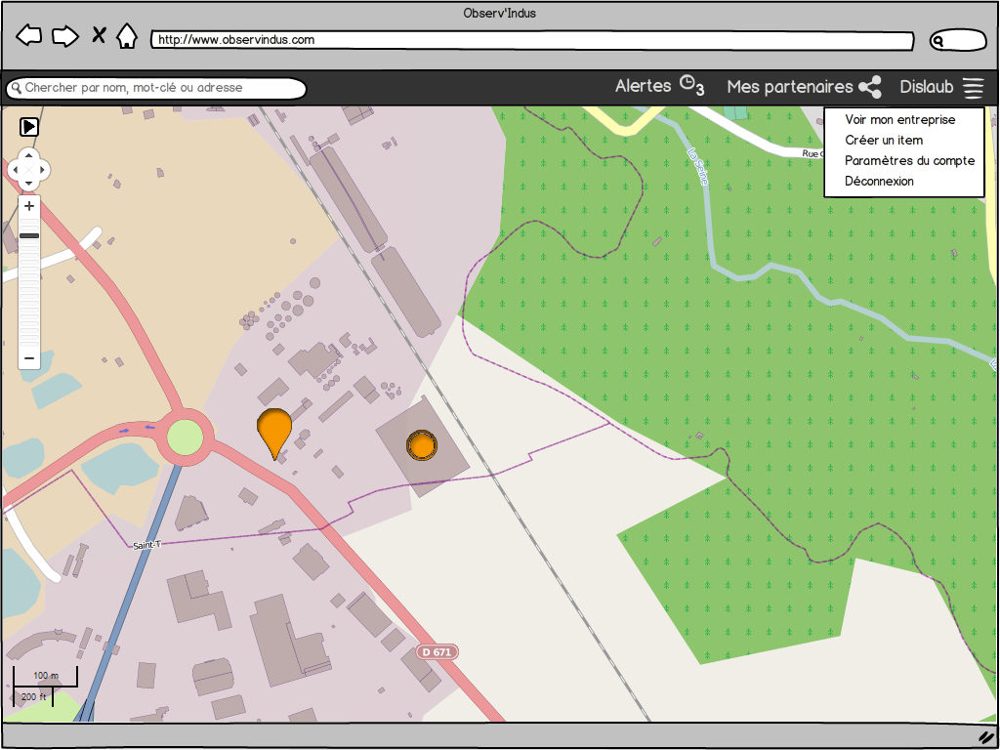 Observ'Indus
http://www.observindus.com
Chercher par nom, mot-clé ou adresse
Alertes 3
Mes partenaires
Dislaub
Voir mon entreprise
Créer un item
Paramètres du compte
Déconnexion
Rue
La Seine
+
−
Saint-T
D 671
100 m
200 ft